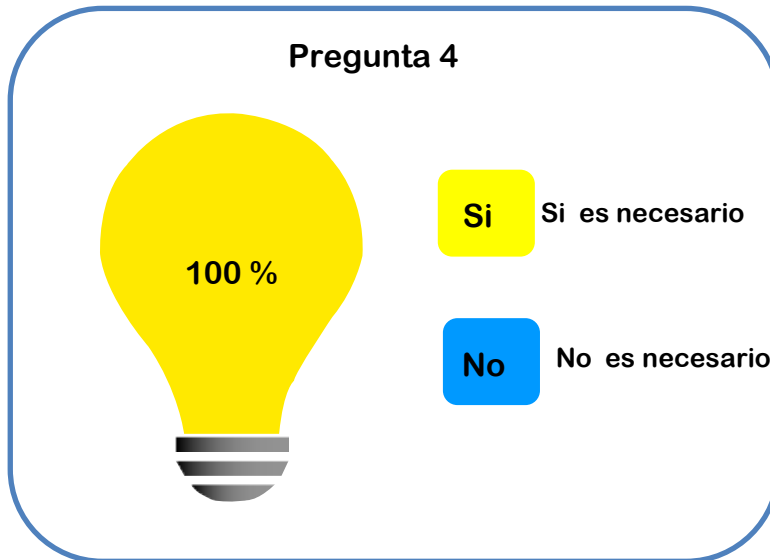 Pregunta 4
100 %
Si
Si es necesario
No
No es necesario